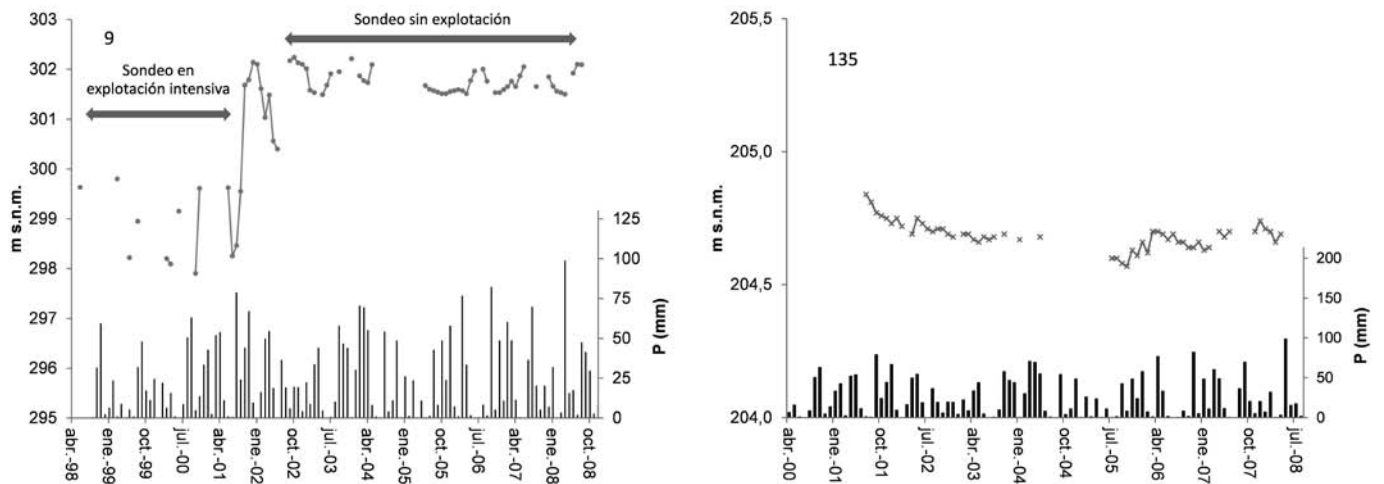 9
Sondeo sin explotación
Sondeo en
explotación intensiva
m s.n.m.
303
302
301
300
299
298
297
296
295
125
100
75
50
25
0
P (mm)
abr.-98
ene.-99
oct.-99
jul.-00
abr.-01
ene.-02
oct.-02
jul.-03
abr.-04
ene.-05
oct.-05
jul.-06
abr.-07
ene.-08
oct.-08
135
m s.n.m.
205,5
205,0
204,5
204,0
200
150
100
50
0
P (mm)
abr.-00
ene.-01
oct.-01
jul.-02
abr.-03
ene.-04
oct.-04
jul.-05
abr.-06
ene.-07
oct.-07
jul.-08